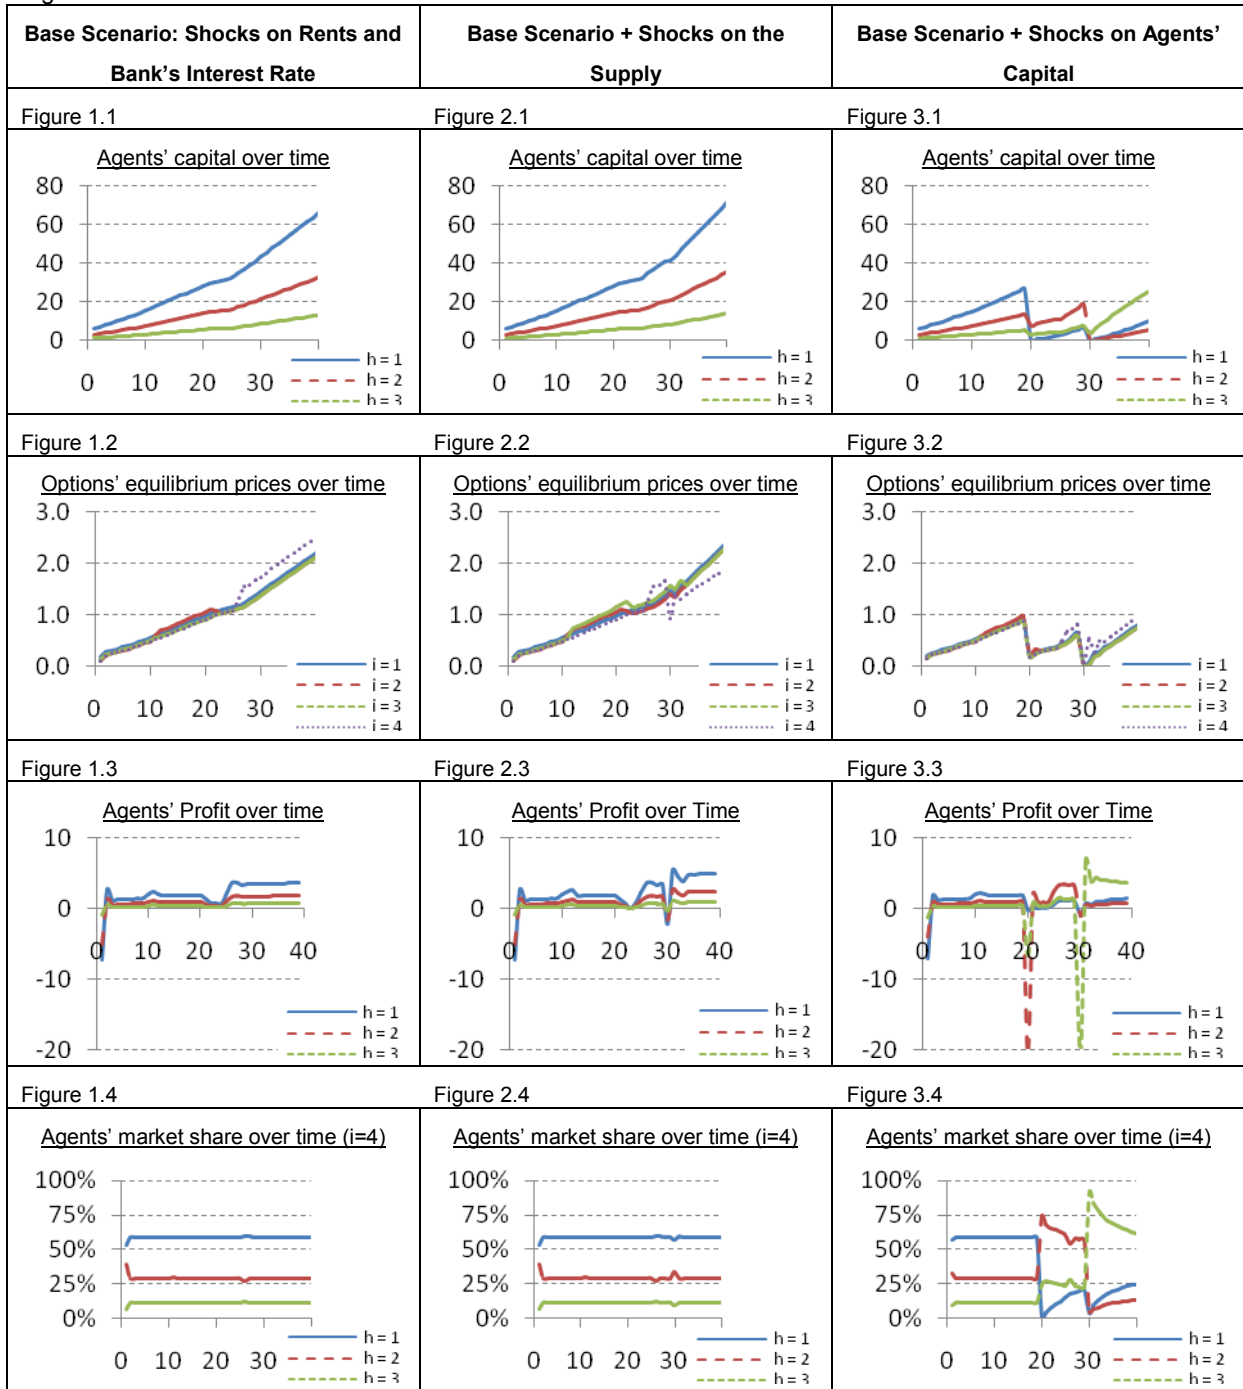 Base Scenario: Shocks on Rents and
Bank's Interest Rate
Base Scenario + Shocks on the
Supply
Base Scenario + Shocks on Agents'
Capital
Figure 1.1
Figure 2.1
Figure 3.1
Agents' capital over time
80
60
40
20
0
0 10 20 30
h = 1
h = 2
h = 3
Agents' capital over time
80
60
40
20
0
0 10 20 30
h = 1
h = 2
h = 3
Agents' capital over time
80
60
40
20
0
0 10 20 30
h = 1
h = 2
h = 3
Figure 1.2
Figure 2.2
Figure 3.2
Options' equilibrium prices over time
3.0
2.0
1.0
0.0
0 10 20 30
i = 1
i = 2
i = 3
i = 4
Options' equilibrium prices over time
3.0
2.0
1.0
0.0
0 10 20 30
i = 1
i = 2
i = 3
i = 4
Options' equilibrium prices over time
3.0
2.0
1.0
0.0
0 10 20 30
i = 1
i = 2
i = 3
i = 4
Figure 1.3
Figure 2.3
Figure 3.3
Agents' Profit over time
10
0
-10
-20
0 10 20 30 40
h = 1
h = 2
h = 3
Agents' Profit over Time
10
0
-10
-20
0 10 20 30 40
h = 1
h = 2
h = 3
Agents' Profit over Time
10
0
-10
-20
0 10 20 30 40
h = 1
h = 2
h = 3
Figure 1.4
Figure 2.4
Figure 3.4
Agents' market share over time (i=4)
100%
75%
50%
25%
0%
0 10 20 30
h = 1
h = 2
h = 3
Agents' market share over time (i=4)
100%
75%
50%
25%
0%
0 10 20 30
h = 1
h = 2
h = 3
Agents' market share over time (i=4)
100%
75%
50%
25%
0%
0 10 20 30
h = 1
h = 2
h = 3